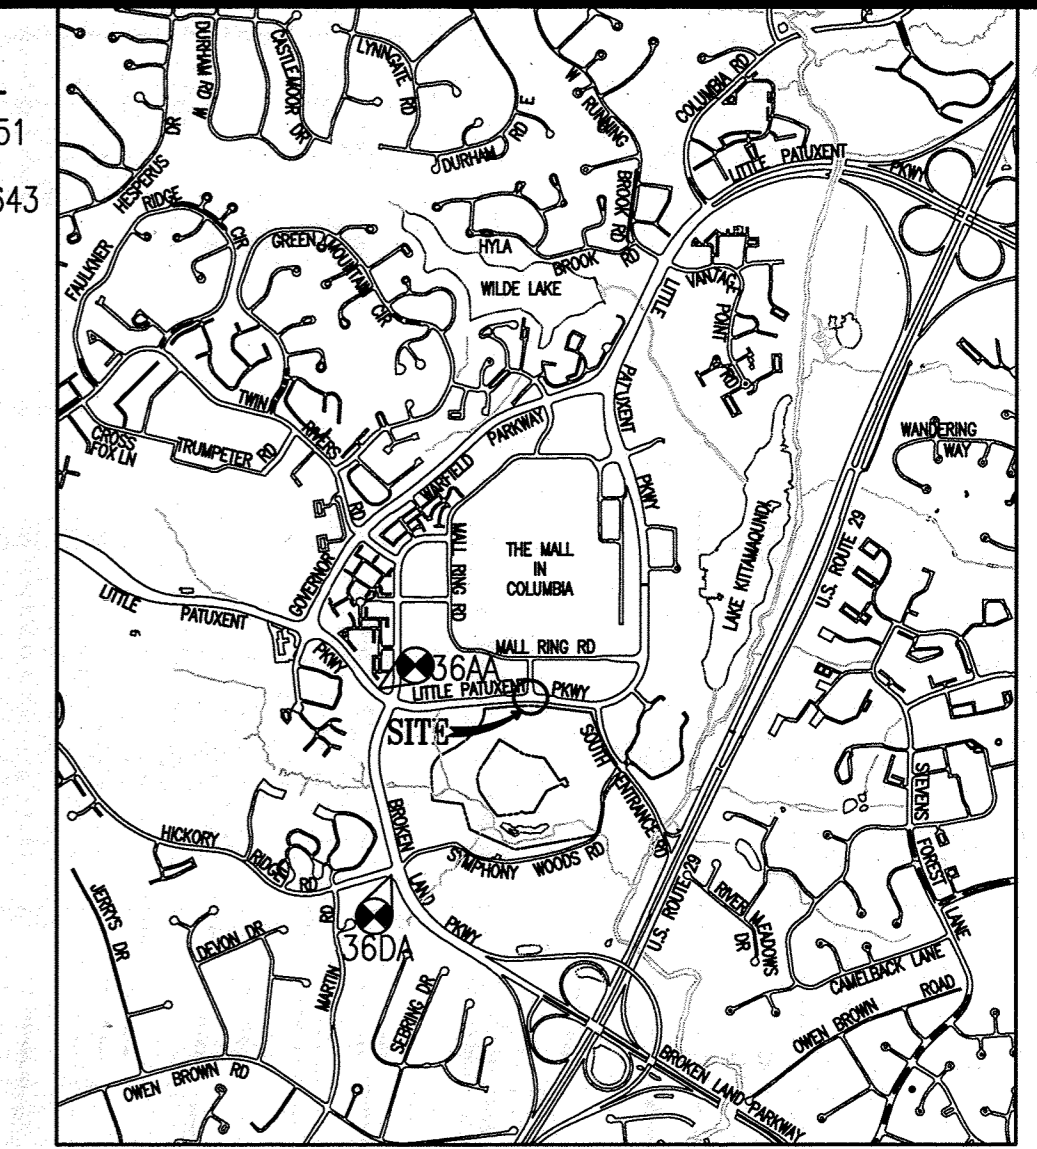 51
643
DURHAM RD W
CASTLEMOOR DR
LYNNGATE RD
DURHAM RD E
W RUNNING
BROOK RD
COLUMBIA RD
LITTLE PATUXENT PKWY
HESPERUS DR
FAULKNER RIDGE CIR
GREEN MOUNTAIN CIR
HYLA BROOK RD
WILDE LAKE
VANTAGE POINT RD
LITTLE PATUXENT PKWY
TWIN RIVERS RD
CROSS FOX LN
TRUMPETER RD
WARFIELD PARKWAY
WANDERING WAY
THE MALL
IN
COLUMBIA
MALL RING RD
LAKE KITTAMAQUNDI
U.S. ROUTE 29
GOVERNOR
LITTLE PATUXENT PKWY
MALL RING RD
36AA
LITTLE PATUXENT PKWY
SITE
SOUTH ENTRANCE RD
STEVENS FOREST LANE
BROKEN LAND PKWY
SYMPHONY WOODS RD
HICKORY RIDGE RD
JERRYS DR
DEVON DR
MARTIN RD
36DA
SEBRING DR
U.S. ROUTE 29
RIVER MEADOWS DR
CAMELBACK LANE
OWEN BROWN ROAD
OWEN BROWN RD
BROKEN LAND PARKWAY